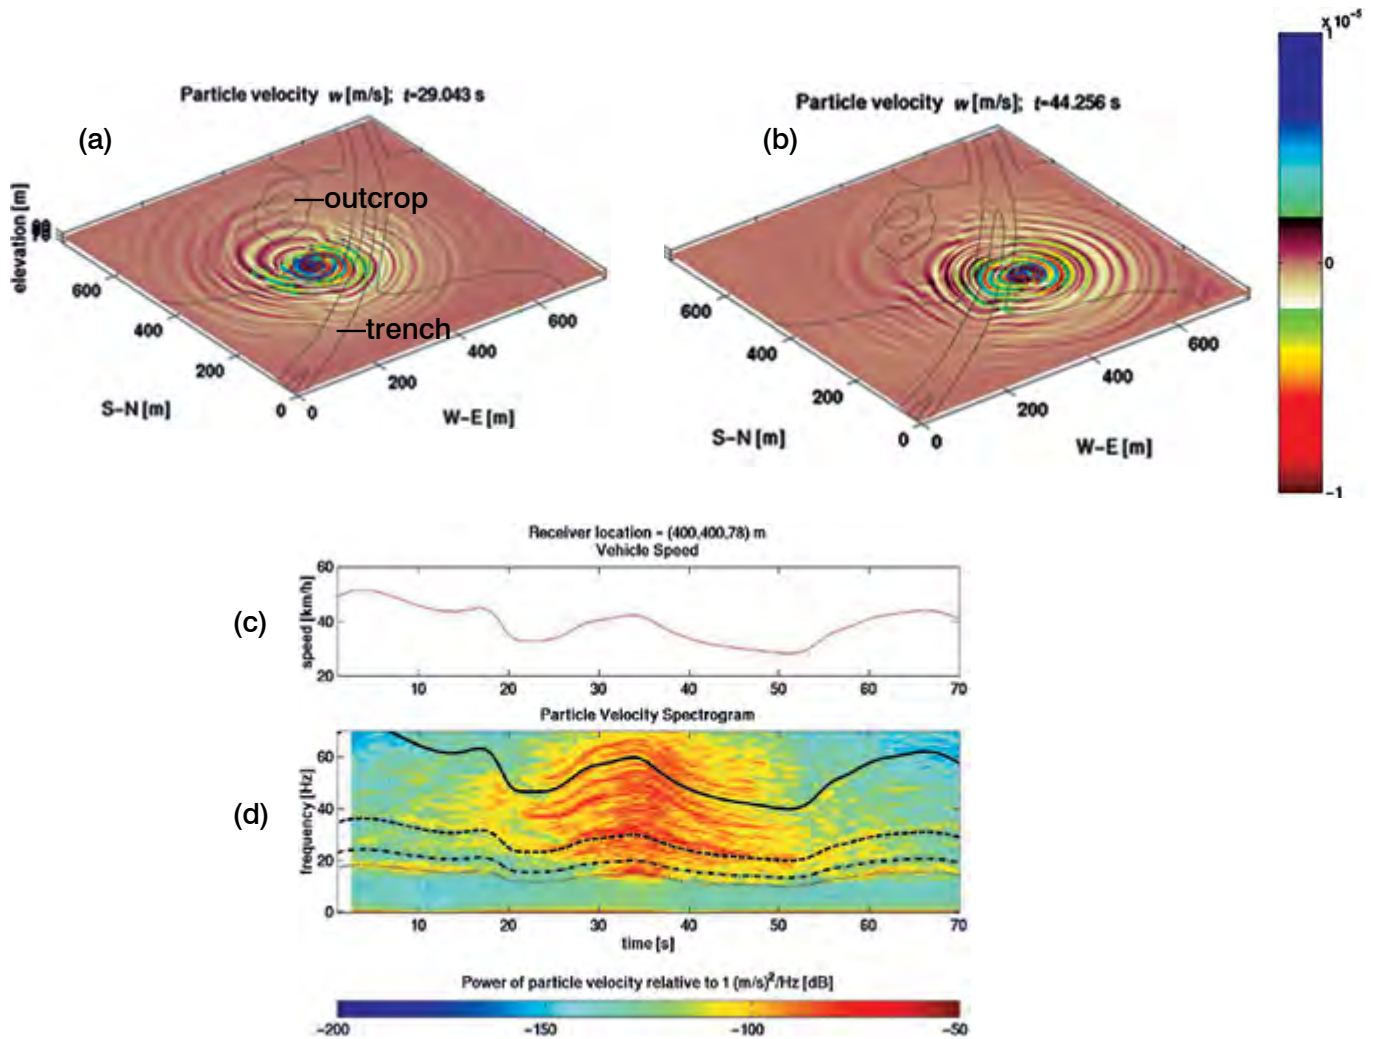 × 10⁻⁵
1
0
−1
Particle velocity w [m/s]; t=29.043 s
(a)
outcrop
trench
elevation [m]
600
400
200
0
S−N [m]
0
200
400
600
W−E [m]
Particle velocity w [m/s]; t=44.256 s
(b)
600
400
200
0
S−N [m]
0
200
400
600
W−E [m]
Receiver location = (400,400,78) m
Vehicle Speed
(c)
speed [km/h]
60
40
20
10 20 30 40 50 60 70
Particle Velocity Spectrogram
(d)
frequency [Hz]
60
40
20
0
10 20 30 40 50 60 70
time [s]
Power of particle velocity relative to 1 (m/s)²/Hz [dB]
−200 −150 −100 −50